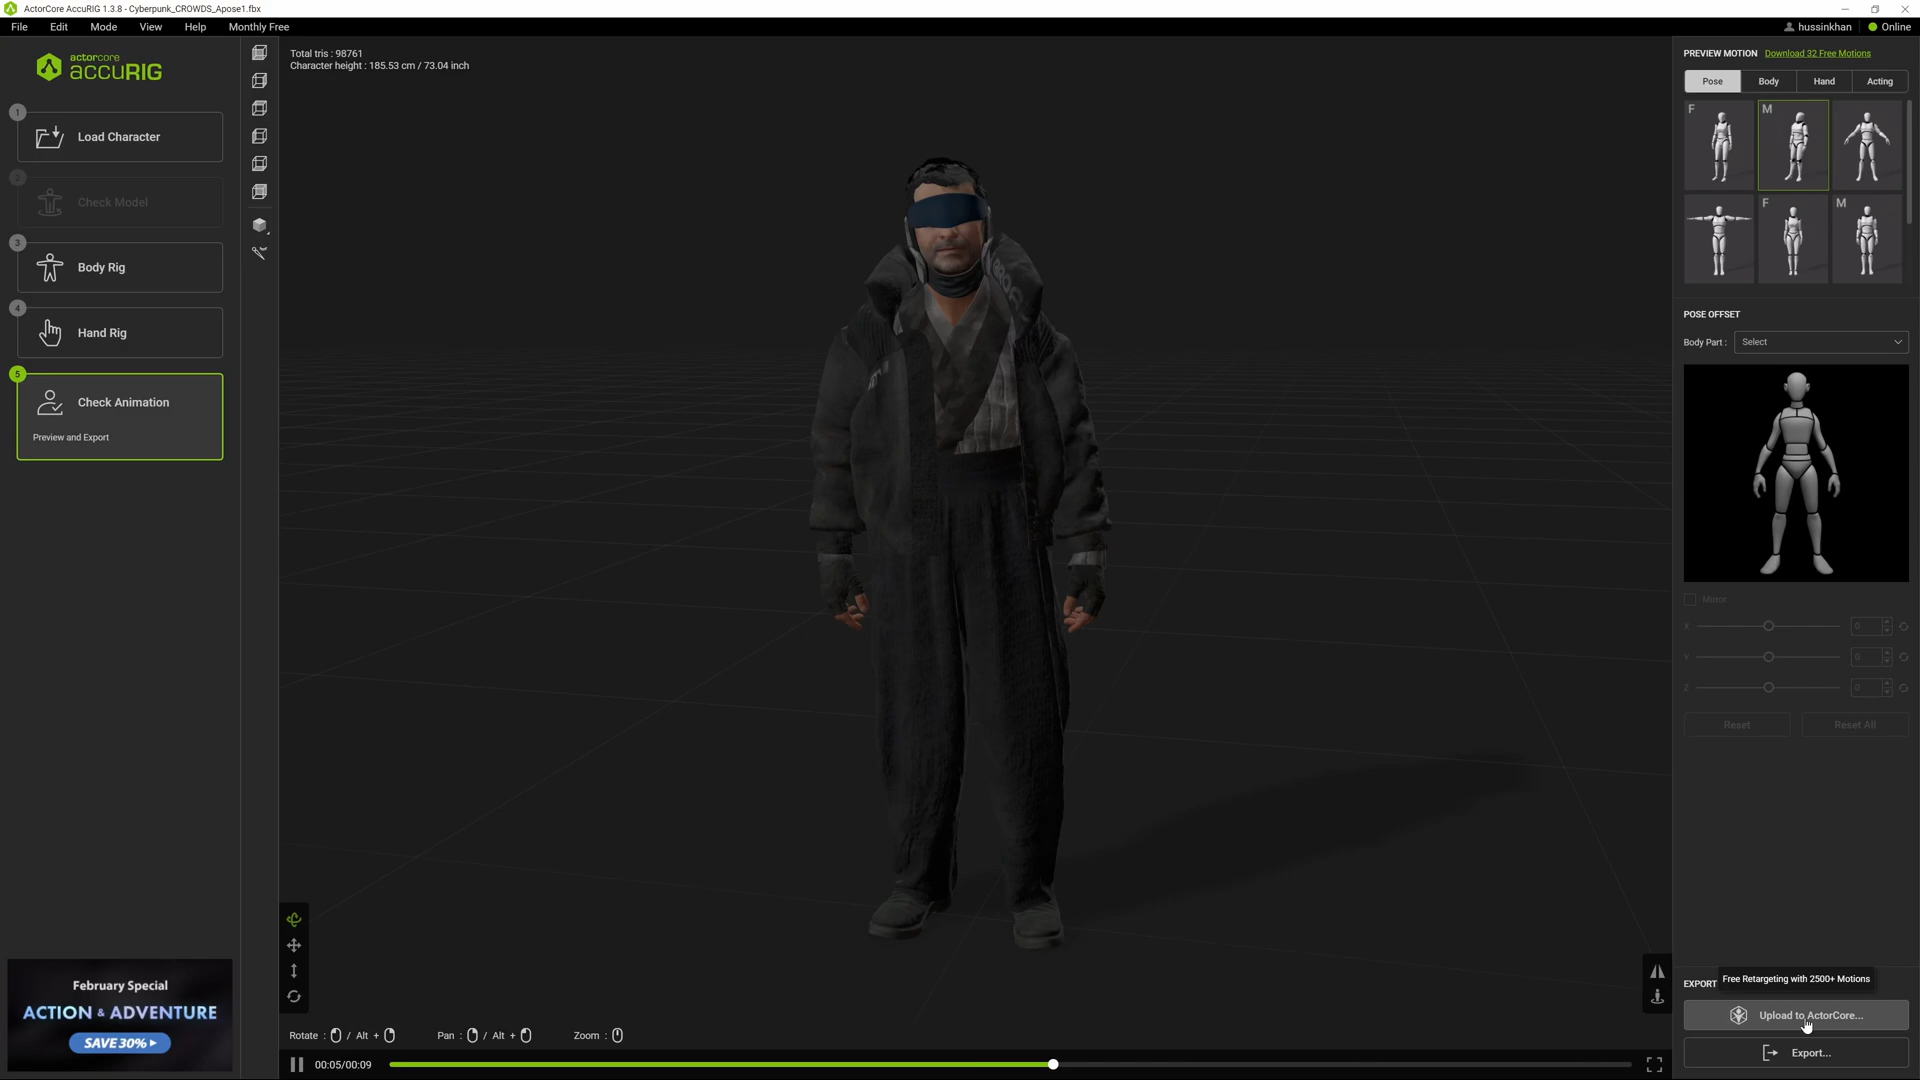 ActorCore AccuRIG 1.3.8 - Cyberpunk_CROWDS_Apose1.fbx
File Edit Mode View Help Monthly Free
hussinkhan Online
actorcore
accuRIG
1
Load Character
2
Check Model
3
Body Rig
4
Hand Rig
5
Check Animation
Preview and Export
February Special
ACTION & ADVENTURE
SAVE 30%
Total tris : 98761
Character height : 185.53 cm / 73.04 inch
Rotate : / Alt + Pan : / Alt + Zoom :
00:05/00:09
PREVIEW MOTION Download 32 Free Motions
Pose Body Hand Acting
F M
F M
POSE OFFSET
Body Part : Select
Mirror
X 0
Y 0
Z 0
Reset Reset All
EXPORT Free Retargeting with 2500+ Motions
Upload to ActorCore...
Export...